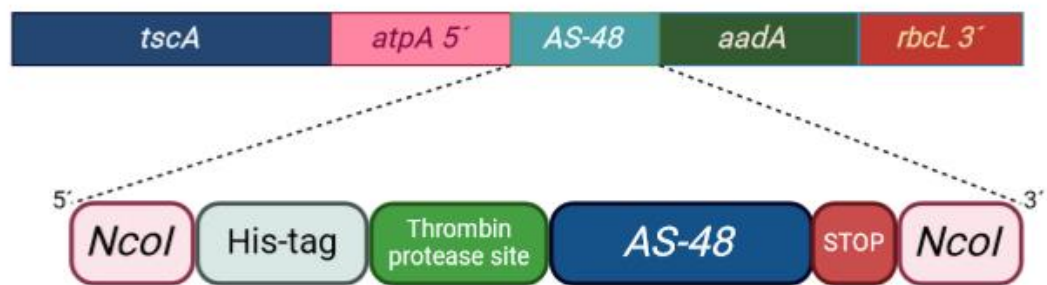 tscA atpA 5´ AS-48 aadA rbcL 3´
5´ 3´
NcoI His-tag Thrombin protease site AS-48 STOP NcoI